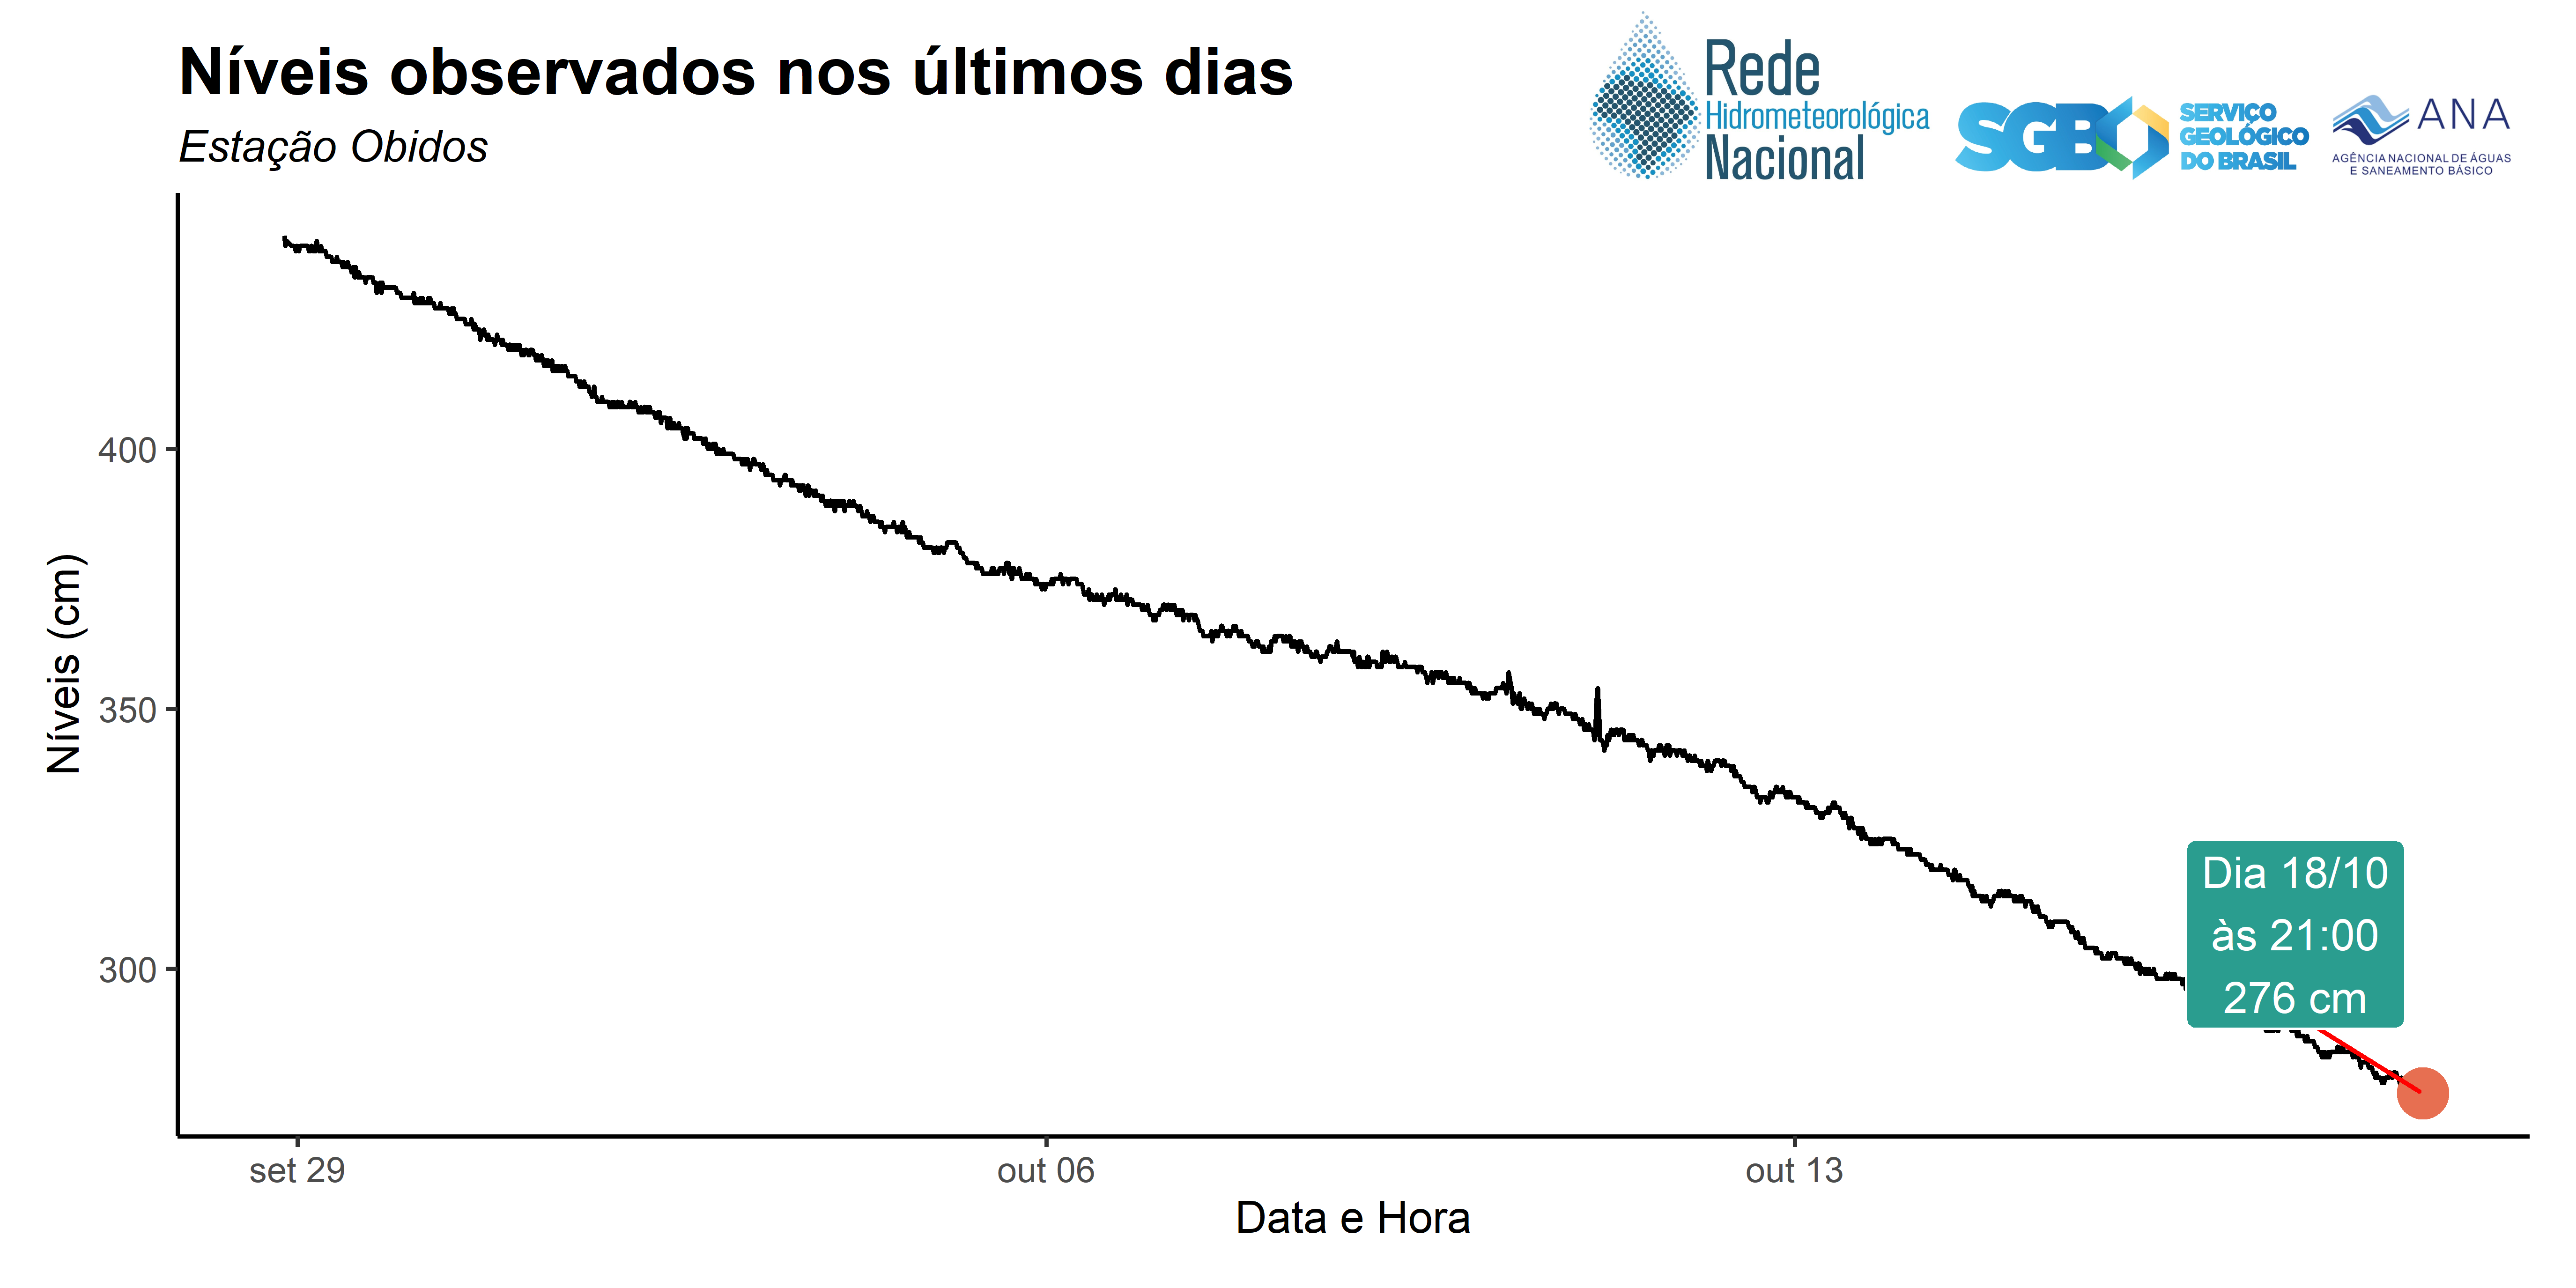 Níveis observados nos últimos dias
Estação Obidos
Rede
Hidrometeorológica
Nacional
SGB
SERVIÇO
GEOLÓGICO
DO BRASIL
ANA
AGÊNCIA NACIONAL DE ÁGUAS
E SANEAMENTO BÁSICO
Níveis (cm)
400
350
300
Dia 18/10
às 21:00
276 cm
set 29
out 06
out 13
Data e Hora